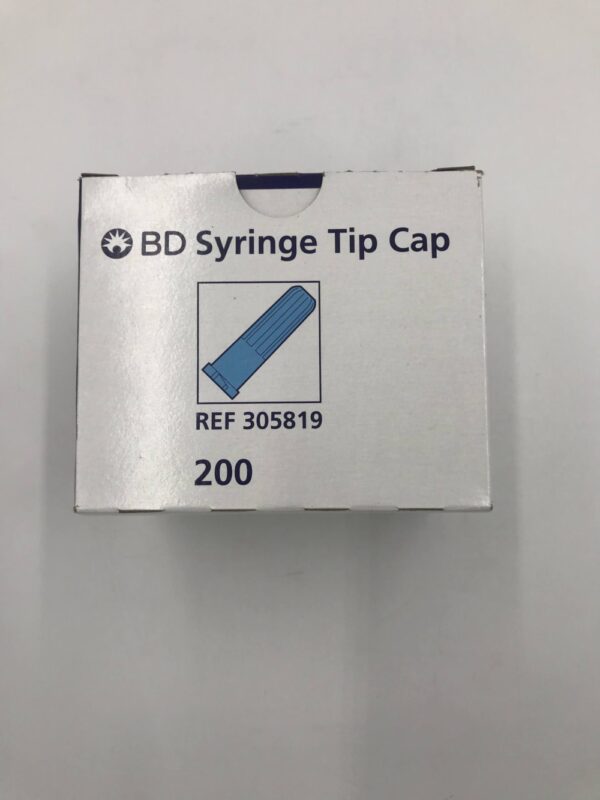 BD Syringe Tip Cap
REF 305819
200